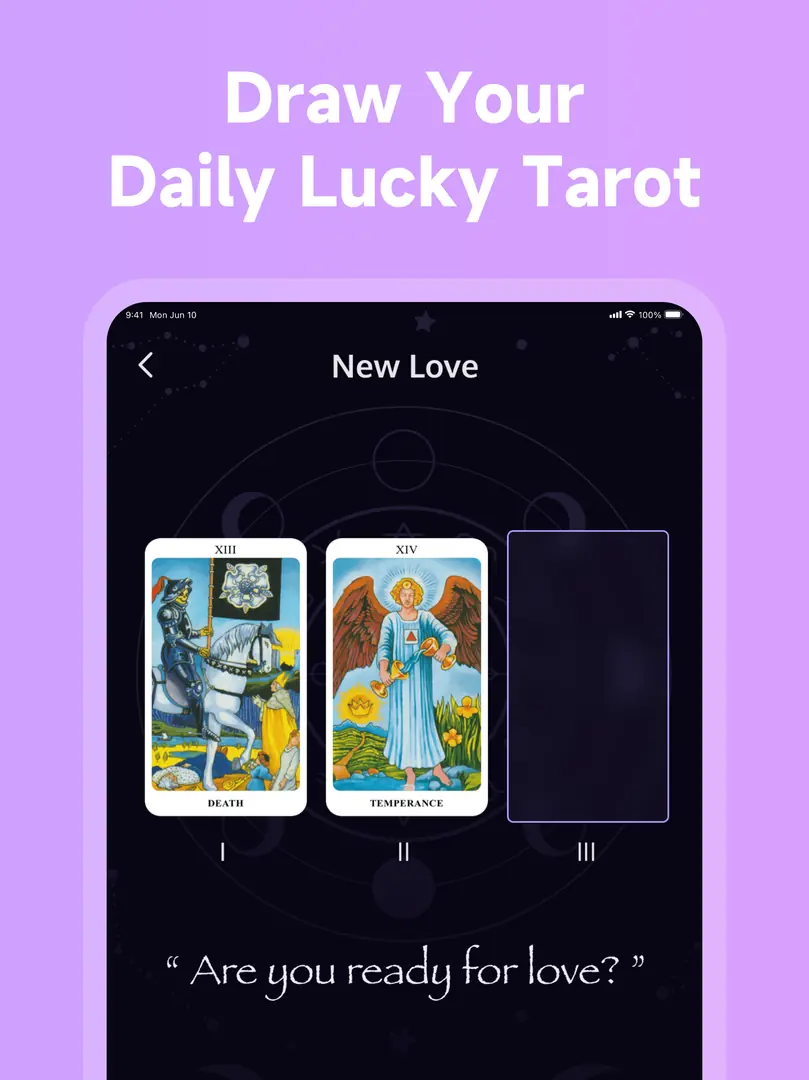 Draw Your
Daily Lucky Tarot
9:41 Mon Jun 10
100%
New Love
XIII
XIV
DEATH
TEMPERANCE
I
II
III
“ Are you ready for love? ”